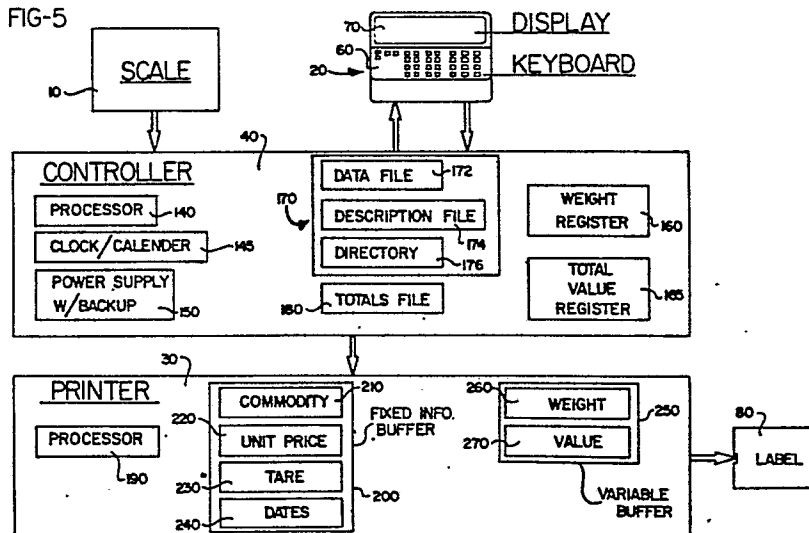 FIG-5
SCALE
10
70
DISPLAY
60
20
KEYBOARD
CONTROLLER
40
PROCESSOR
140
CLOCK/CALENDER
145
POWER SUPPLY
W/BACKUP
150
170
DATA FILE
172
DESCRIPTION FILE
174
DIRECTORY
176
TOTALS FILE
180
WEIGHT
REGISTER
160
TOTAL
VALUE
REGISTER
165
PRINTER
30
PROCESSOR
190
COMMODITY
210
220
UNIT PRICE
230
TARE
240
DATES
200
FIXED INFO.
BUFFER
260
WEIGHT
270
VALUE
250
VARIABLE
BUFFER
80
LABEL